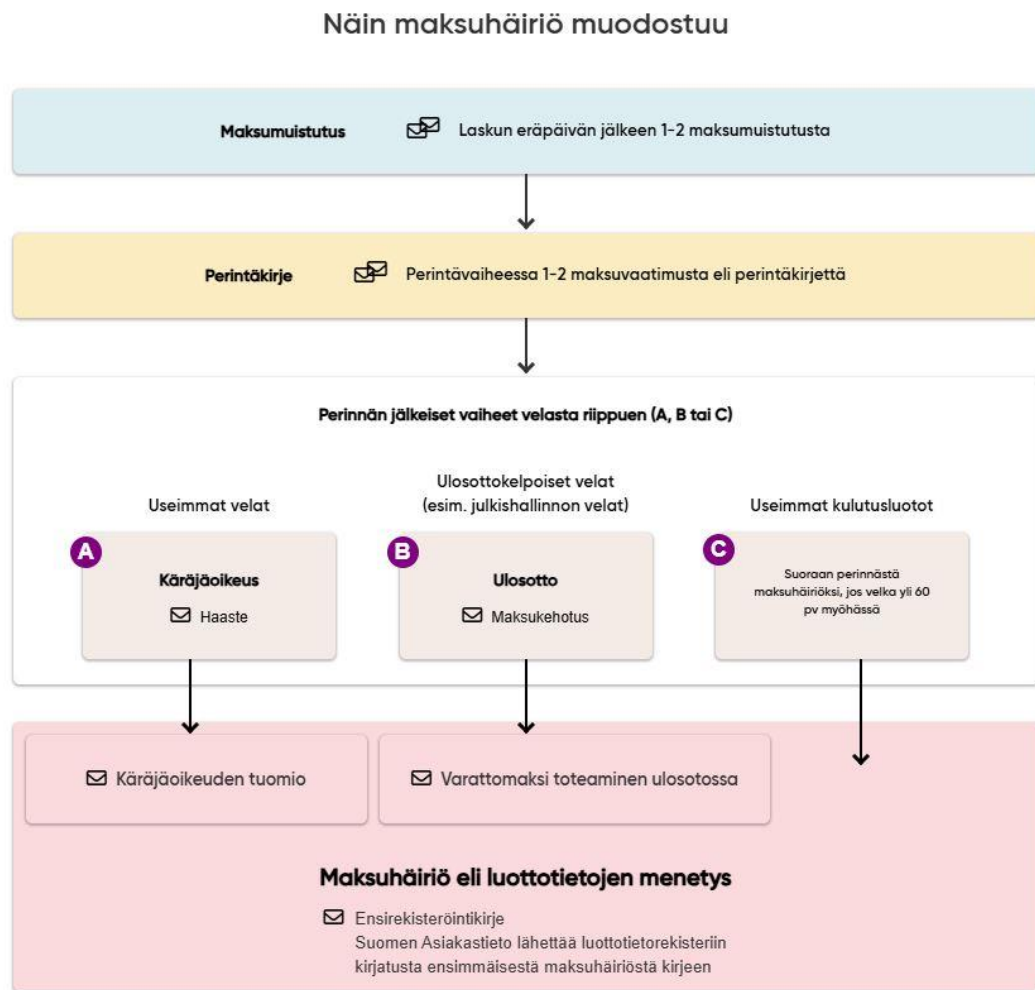 Näin maksuhäiriö muodostuu
Maksumuistutus
Laskun eräpäivän jälkeen 1-2 maksumuistutusta
Perintäkirje
Perintävaiheessa 1-2 maksuvaatimusta eli perintäkirjettä
Perinnän jälkeiset vaiheet velasta riippuen (A, B tai C)
Useimmat velat
A
Käräjäoikeus
Haaste
Ulosottokelpoiset velat
(esim. julkishallinnon velat)
B
Ulosotto
Maksukehotus
Useimmat kulutusluotot
C
Suoraan perinnästä
maksuhäiriöksi, jos velka yli 60
pv myöhässä
Käräjäoikeuden tuomio
Varattomaksi toteaminen ulosotossa
Maksuhäiriö eli luottotietojen menetys
Ensirekisteröintikirje
Suomen Asiakastieto lähettää luottotietorekisteriin
kirjatusta ensimmäisestä maksuhäiriöstä kirjeen